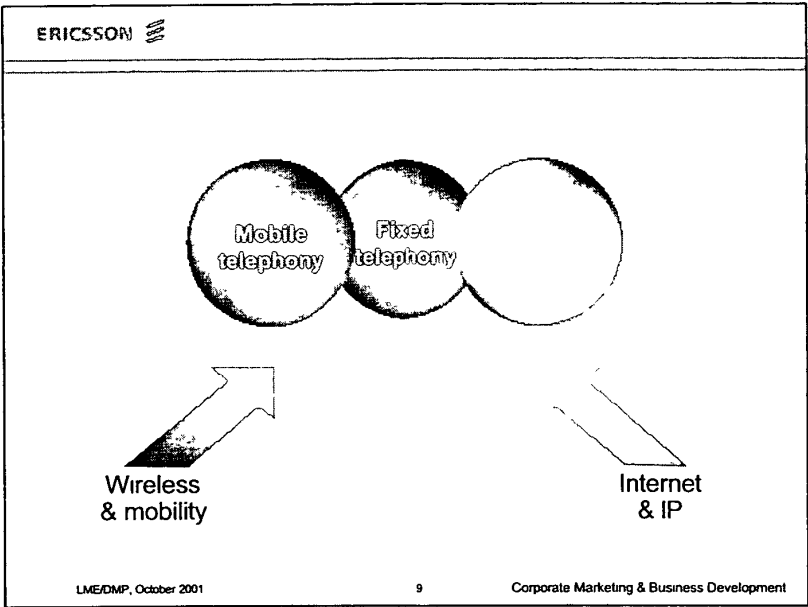 ERICSSON
Mobile
telephony
Fixed
telephony
Wireless
& mobility
Internet
& IP
LME/DMP, October 2001
9
Corporate Marketing & Business Development